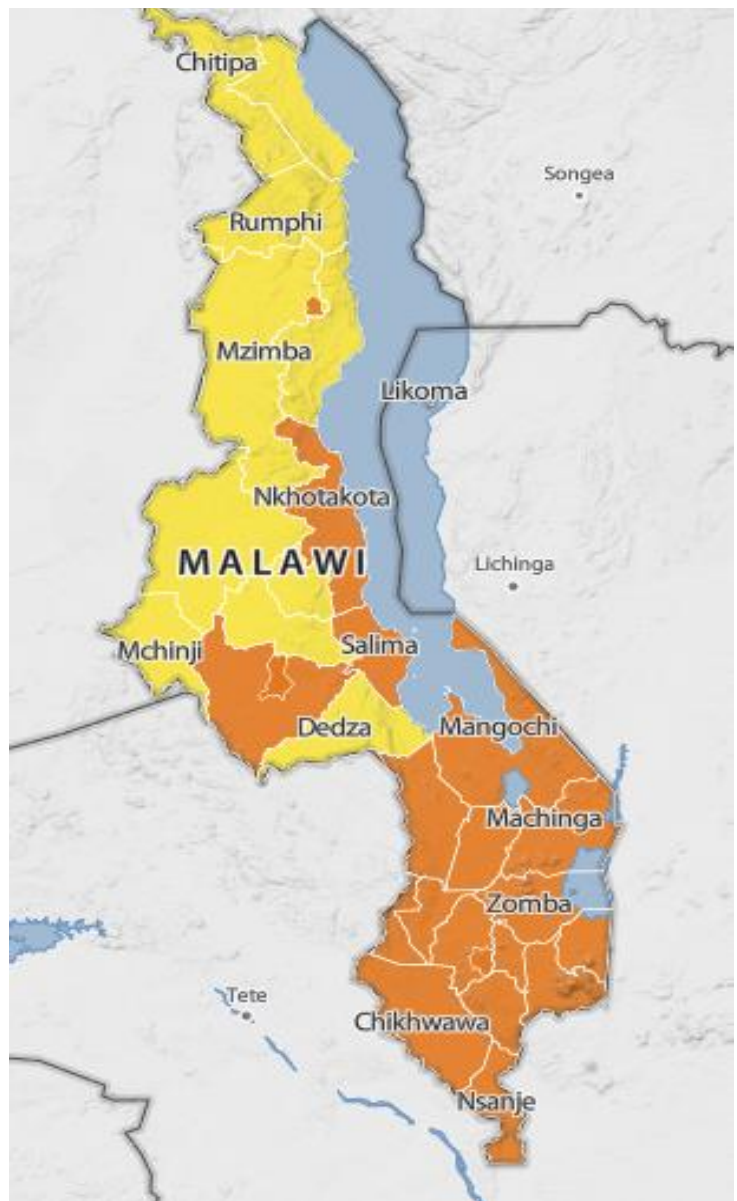 Chitipa
Songea
Rumphi
Mzimba
Likoma
Nkhotakota
MALAWI
Lichinga
Salima
Mchinji
Dedza
Mangochi
Machinga
Zomba
Tete
Chikhwawa
Nsanje